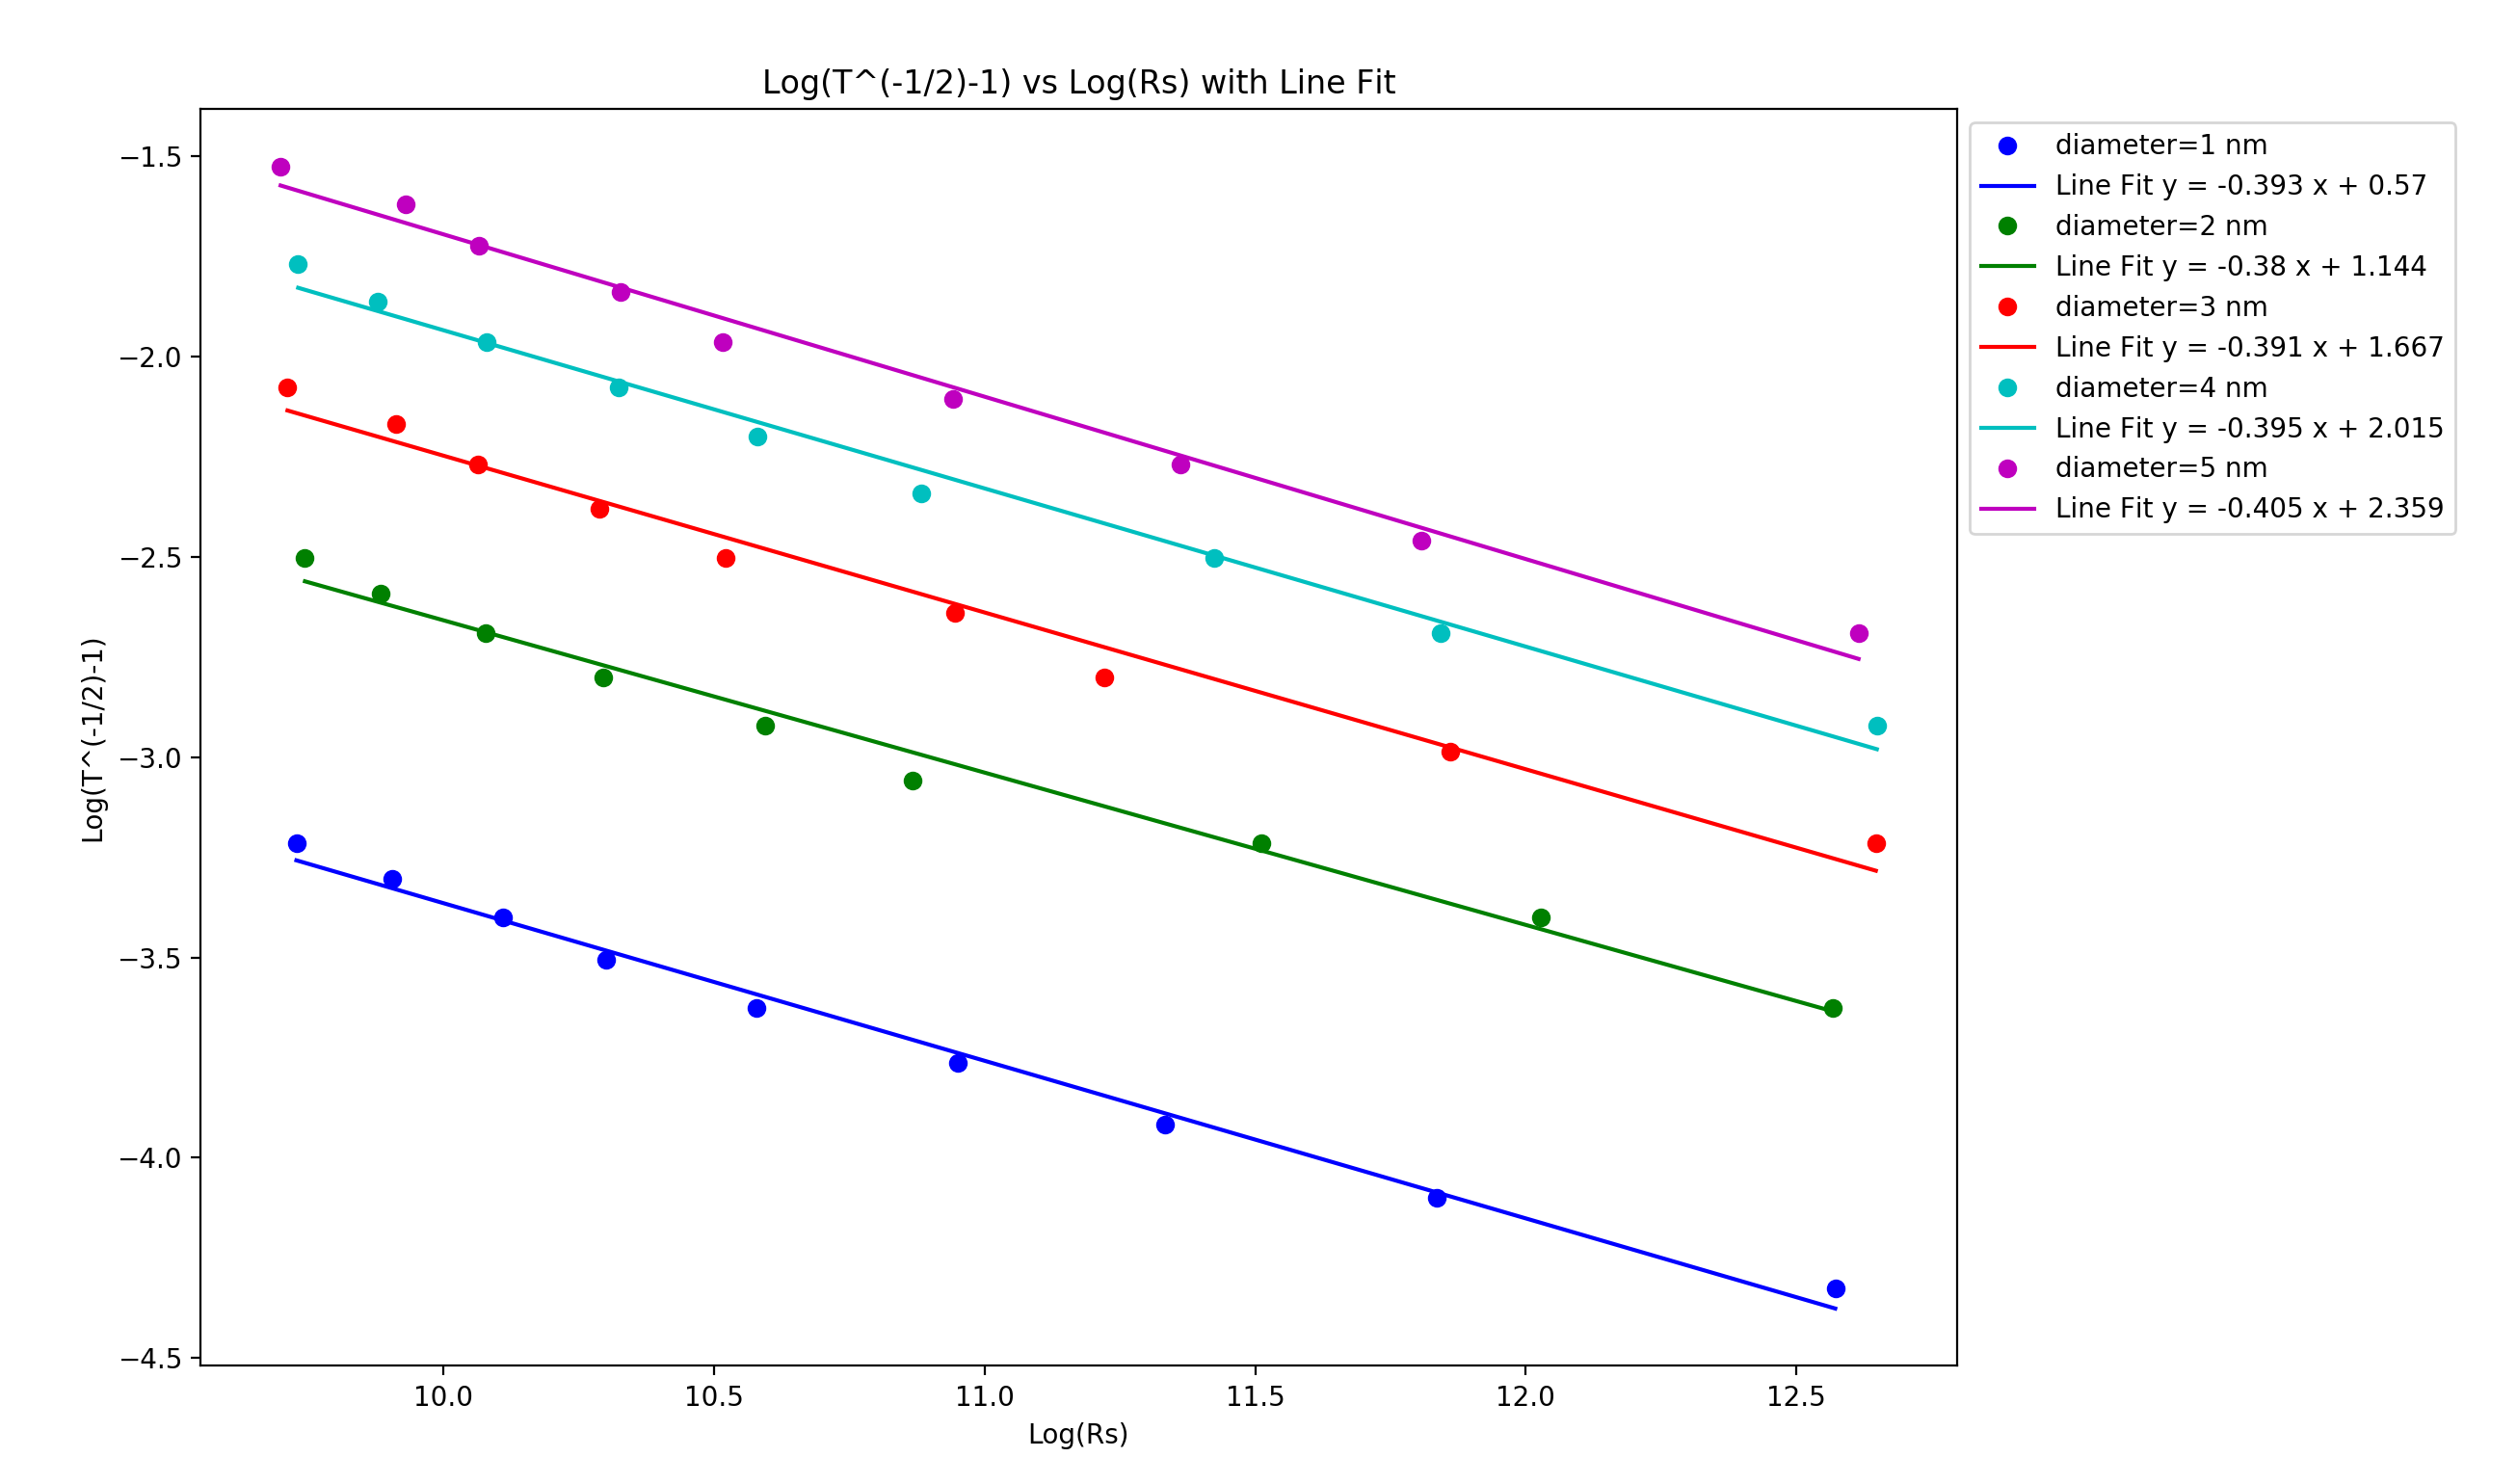 Log(T^(-1/2)-1) vs Log(Rs) with Line Fit
diameter=1 nm
Line Fit y = -0.393 x + 0.57
diameter=2 nm
Line Fit y = -0.38 x + 1.144
diameter=3 nm
Line Fit y = -0.391 x + 1.667
diameter=4 nm
Line Fit y = -0.395 x + 2.015
diameter=5 nm
Line Fit y = -0.405 x + 2.359
Log(T^(-1/2)-1)
−1.5
−2.0
−2.5
−3.0
−3.5
−4.0
−4.5
10.0 10.5 11.0 11.5 12.0 12.5
Log(Rs)